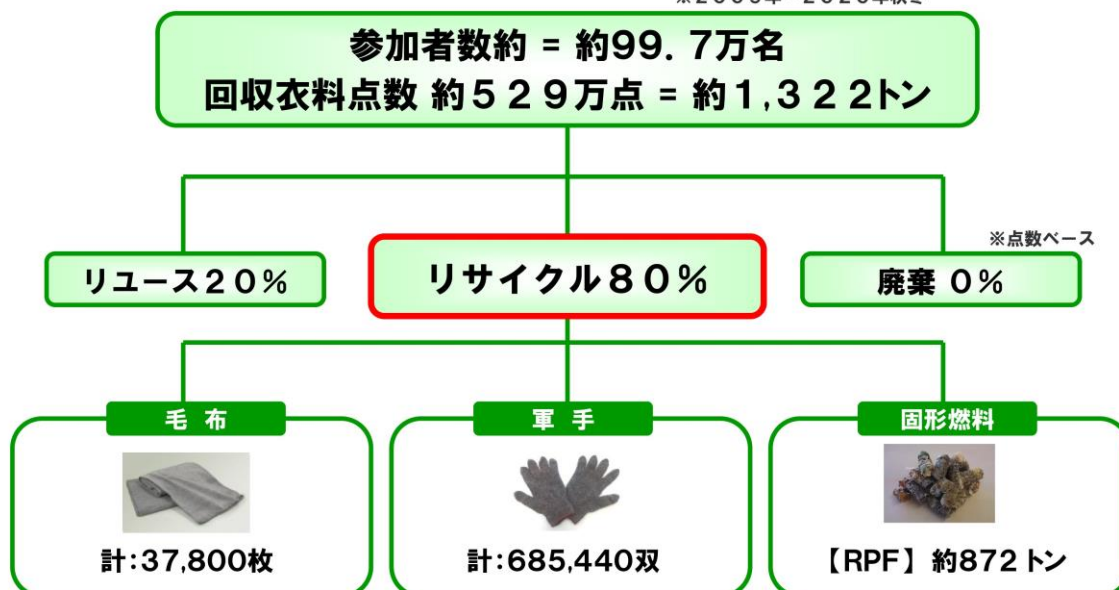 参加者数約 = 約99. 7万名
回収衣料点数 約529万点 = 約1,322トン
※点数ベース
リユース20%
リサイクル80%
廃棄 0%
毛 布
軍 手
固形燃料
計:37,800枚
計:685,440双
【RPF】 約872トン